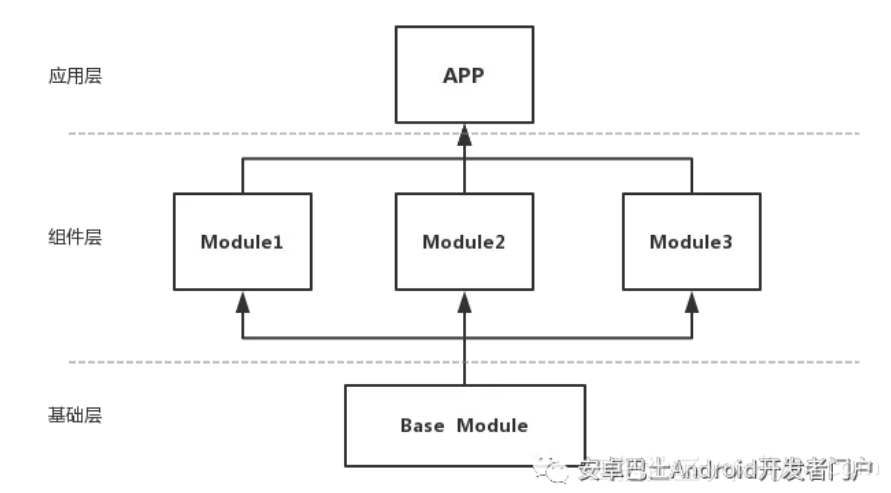 应用层
APP
组件层
Module1
Module2
Module3
基础层
Base Module
安卓巴士Android开发者门户